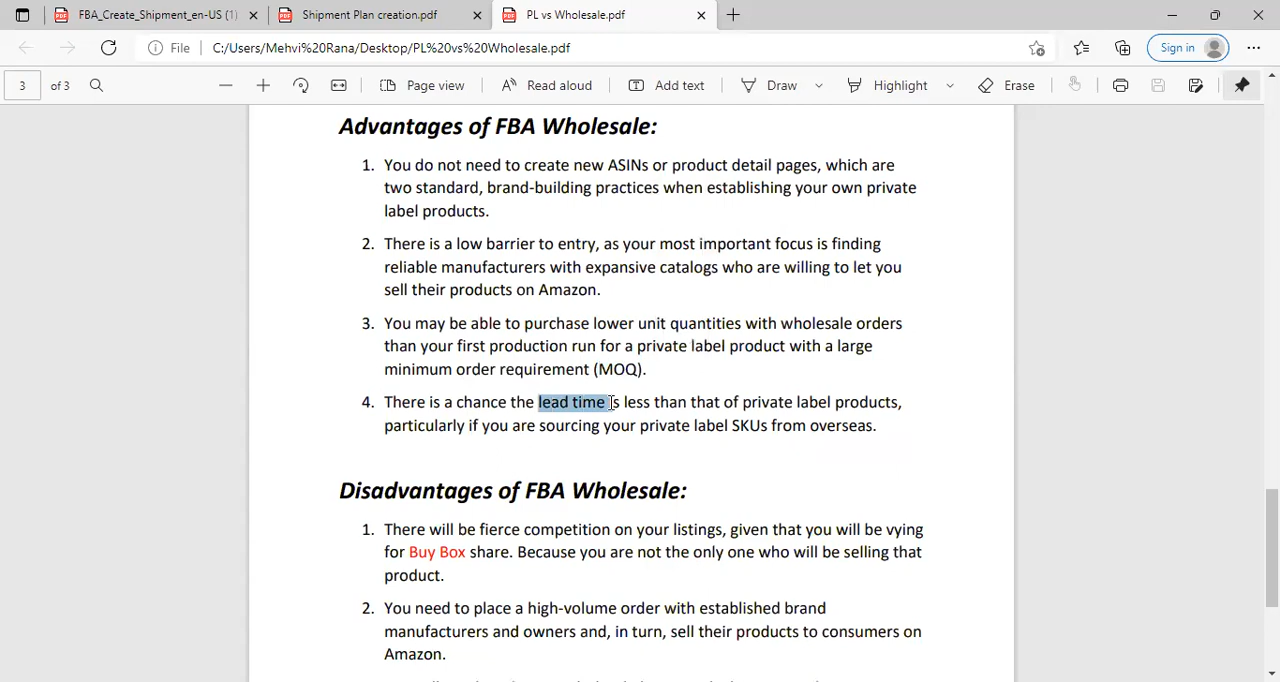 FBA_Create_Shipment_en-US (1)
Shipment Plan creation.pdf
PL vs Wholesale.pdf
File
C:/Users/Mehvi%20Rana/Desktop/PL%20vs%20Wholesale.pdf
Sign in
3 of 3
Page view
Read aloud
Add text
Draw
Highlight
Erase
Advantages of FBA Wholesale:
1. You do not need to create new ASINs or product detail pages, which are
two standard, brand-building practices when establishing your own private
label products.
2. There is a low barrier to entry, as your most important focus is finding
reliable manufacturers with expansive catalogs who are willing to let you
sell their products on Amazon.
3. You may be able to purchase lower unit quantities with wholesale orders
than your first production run for a private label product with a large
minimum order requirement (MOQ).
4. There is a chance the lead time is less than that of private label products,
particularly if you are sourcing your private label SKUs from overseas.
Disadvantages of FBA Wholesale:
1. There will be fierce competition on your listings, given that you will be vying
for Buy Box share. Because you are not the only one who will be selling that
product.
2. You need to place a high-volume order with established brand
manufacturers and owners and, in turn, sell their products to consumers on
Amazon.